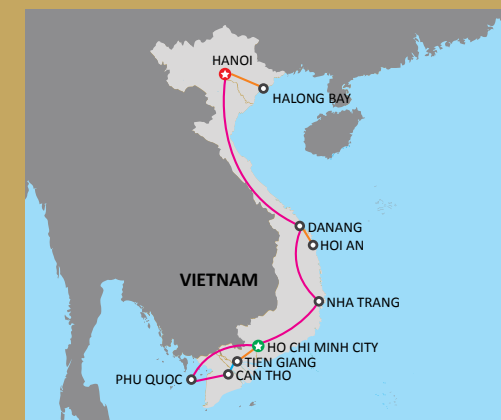 HANOI
HALONG BAY
DANANG
HOI AN
VIETNAM
NHA TRANG
HO CHI MINH CITY
TIEN GIANG
PHU QUOC
CAN THO